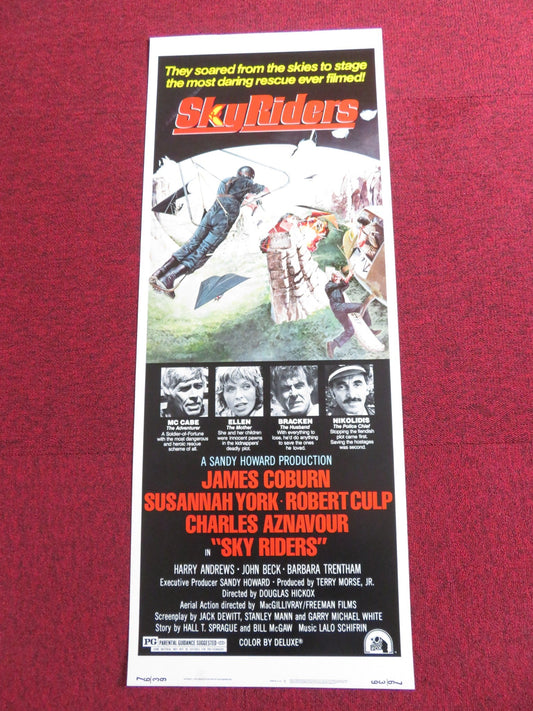 They soared from the skies to stage
the most daring rescue ever filmed!
Sky Riders
MC CABE
The Adventurer
A Soldier-of-Fortune
with the most dangerous
and heroic rescue
scheme of all.
ELLEN
The Mother
She and her children
were innocent pawns
in the kidnappers'
deadly plot.
BRACKEN
The Husband
With everything to
lose, he'd do anything
to save the ones
he loved.
NIKOLIDIS
The Police Chief
Stopping the fiendish
plot came first.
Saving the hostages
was second.
A SANDY HOWARD PRODUCTION
JAMES COBURN
SUSANNAH YORK · ROBERT CULP
CHARLES AZNAVOUR
IN "SKY RIDERS"
HARRY ANDREWS · JOHN BECK · BARBARA TRENTHAM
Executive Producer SANDY HOWARD · Produced by TERRY MORSE, JR.
Directed by DOUGLAS HICKOX
Aerial Action directed by MacGILLIVRAY/FREEMAN FILMS
Screenplay by JACK DEWITT, STANLEY MANN and GARRY MICHAEL WHITE
Story by HALL T. SPRAGUE and BILL McGAW Music LALO SCHIFRIN
PG PARENTAL GUIDANCE SUGGESTED
COLOR BY DELUXE®